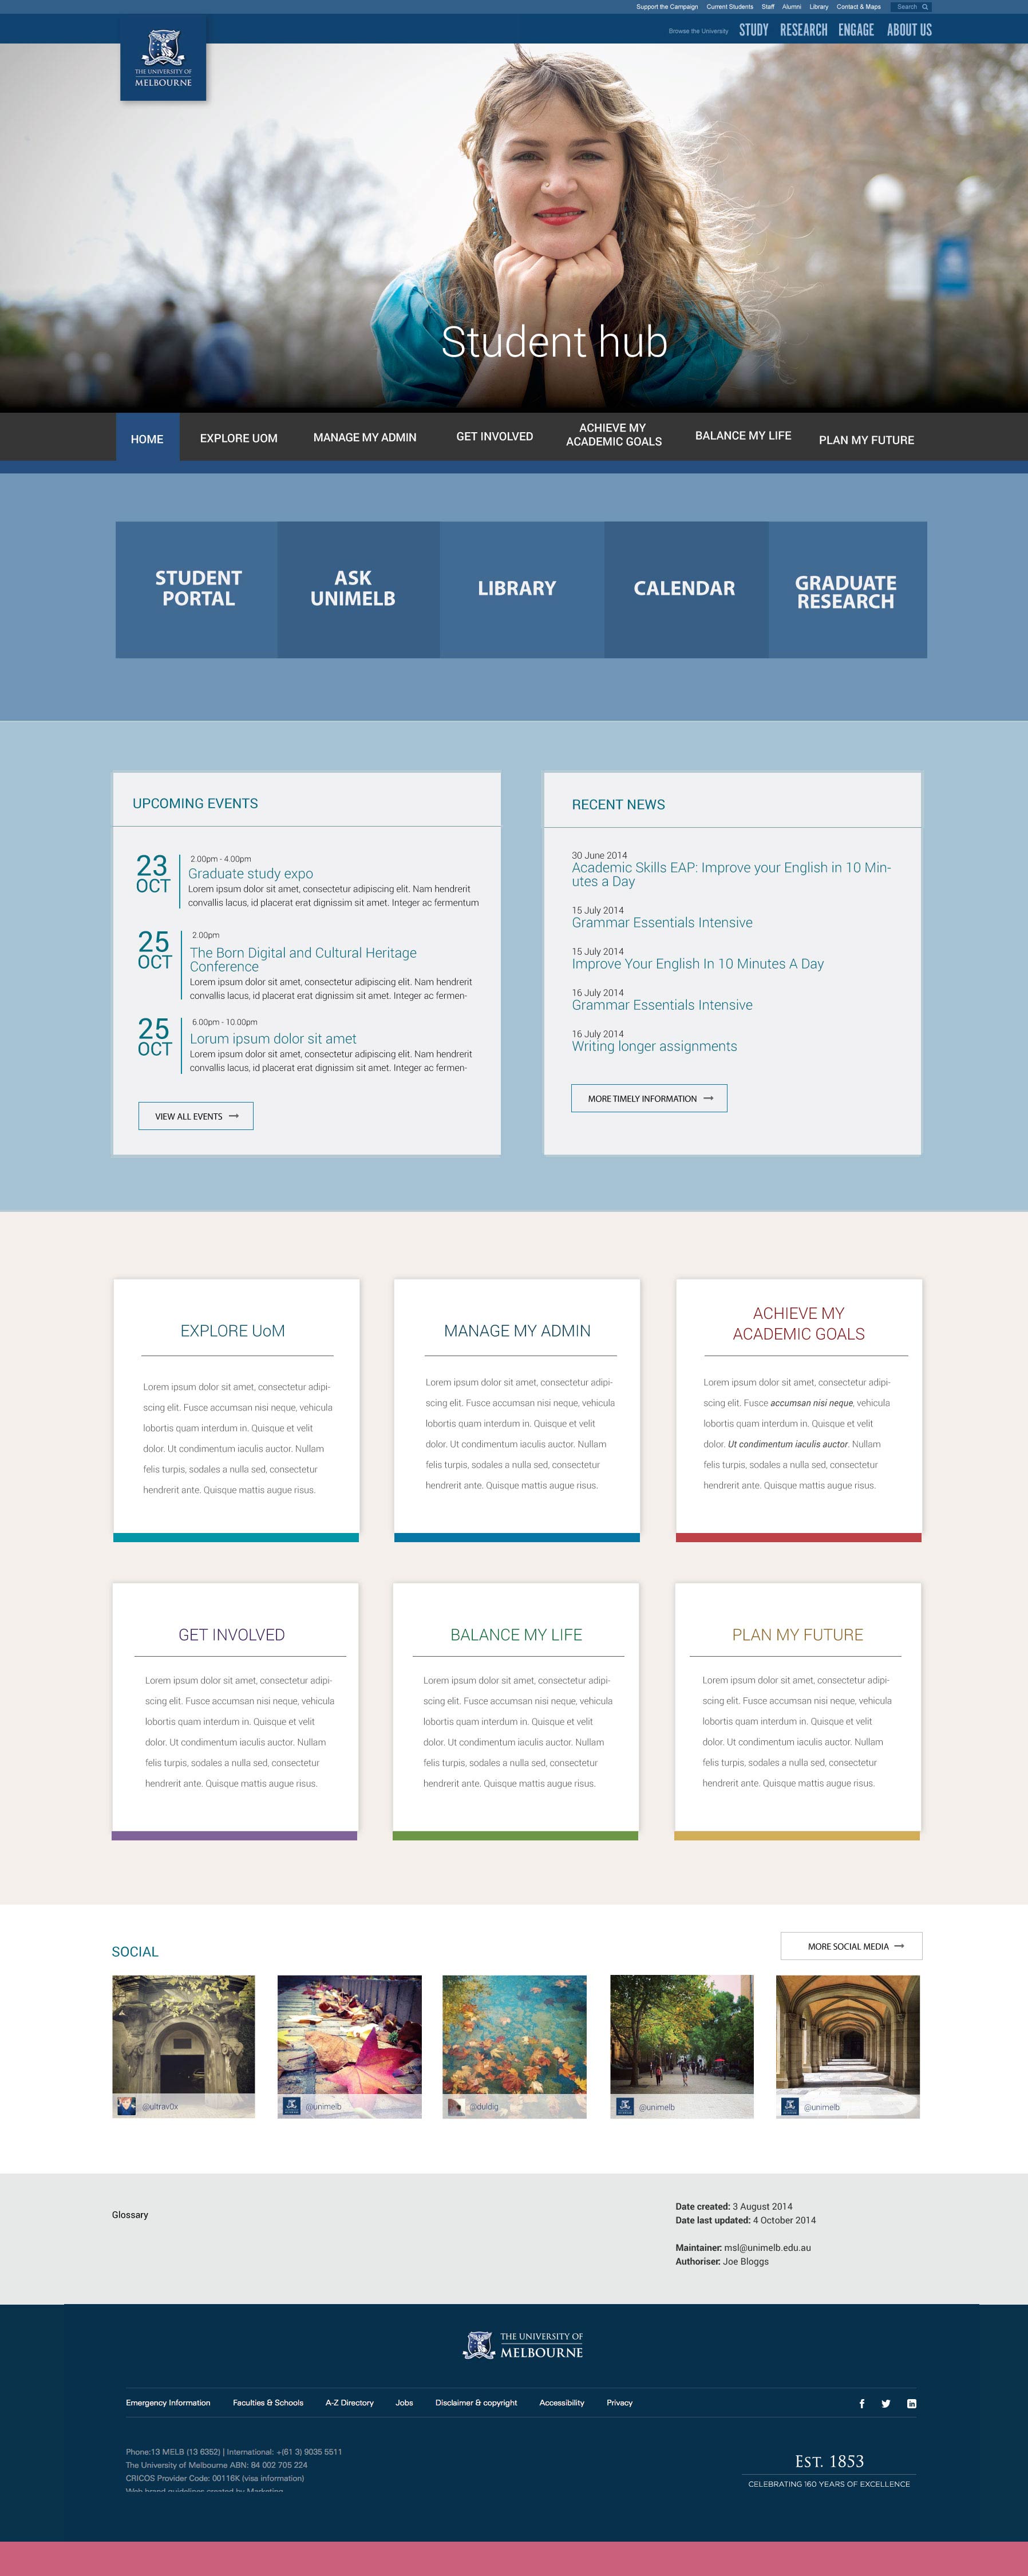 Support the Campaign Current Students Staff Alumni Library Contact & Maps Search
Browse the University STUDY RESEARCH ENGAGE ABOUT US
THE UNIVERSITY OF
MELBOURNE
Student hub
HOME EXPLORE UOM MANAGE MY ADMIN GET INVOLVED ACHIEVE MY ACADEMIC GOALS BALANCE MY LIFE PLAN MY FUTURE
STUDENT
PORTAL
ASK
UNIMELB
LIBRARY
CALENDAR
GRADUATE
RESEARCH
UPCOMING EVENTS
23
OCT
2.00pm - 4.00pm
Graduate study expo
Lorem ipsum dolor sit amet, consectetur adipiscing elit. Nam hendrerit
convallis lacus, id placerat erat dignissim sit amet. Integer ac fermentum
25
OCT
2.00pm
The Born Digital and Cultural Heritage
Conference
Lorem ipsum dolor sit amet, consectetur adipiscing elit. Nam hendrerit
convallis lacus, id placerat erat dignissim sit amet. Integer ac fermen-
25
OCT
6.00pm - 10.00pm
Lorum ipsum dolor sit amet
Lorem ipsum dolor sit amet, consectetur adipiscing elit. Nam hendrerit
convallis lacus, id placerat erat dignissim sit amet. Integer ac fermen-
VIEW ALL EVENTS
RECENT NEWS
30 June 2014
Academic Skills EAP: Improve your English in 10 Min-
utes a Day
15 July 2014
Grammar Essentials Intensive
15 July 2014
Improve Your English In 10 Minutes A Day
16 July 2014
Grammar Essentials Intensive
16 July 2014
Writing longer assignments
MORE TIMELY INFORMATION
EXPLORE UoM
Lorem ipsum dolor sit amet, consectetur adipi-
scing elit. Fusce accumsan nisi neque, vehicula
lobortis quam interdum in. Quisque et velit
dolor. Ut condimentum iaculis auctor. Nullam
felis turpis, sodales a nulla sed, consectetur
hendrerit ante. Quisque mattis augue risus.
MANAGE MY ADMIN
Lorem ipsum dolor sit amet, consectetur adipi-
scing elit. Fusce accumsan nisi neque, vehicula
lobortis quam interdum in. Quisque et velit
dolor. Ut condimentum iaculis auctor. Nullam
felis turpis, sodales a nulla sed, consectetur
hendrerit ante. Quisque mattis augue risus.
ACHIEVE MY
ACADEMIC GOALS
Lorem ipsum dolor sit amet, consectetur adipi-
scing elit. Fusce accumsan nisi neque, vehicula
lobortis quam interdum in. Quisque et velit
dolor. Ut condimentum iaculis auctor. Nullam
felis turpis, sodales a nulla sed, consectetur
hendrerit ante. Quisque mattis augue risus.
GET INVOLVED
Lorem ipsum dolor sit amet, consectetur adipi-
scing elit. Fusce accumsan nisi neque, vehicula
lobortis quam interdum in. Quisque et velit
dolor. Ut condimentum iaculis auctor. Nullam
felis turpis, sodales a nulla sed, consectetur
hendrerit ante. Quisque mattis augue risus.
BALANCE MY LIFE
Lorem ipsum dolor sit amet, consectetur adipi-
scing elit. Fusce accumsan nisi neque, vehicula
lobortis quam interdum in. Quisque et velit
dolor. Ut condimentum iaculis auctor. Nullam
felis turpis, sodales a nulla sed, consectetur
hendrerit ante. Quisque mattis augue risus.
PLAN MY FUTURE
Lorem ipsum dolor sit amet, consectetur adipi-
scing elit. Fusce accumsan nisi neque, vehicula
lobortis quam interdum in. Quisque et velit
dolor. Ut condimentum iaculis auctor. Nullam
felis turpis, sodales a nulla sed, consectetur
hendrerit ante. Quisque mattis augue risus.
SOCIAL
MORE SOCIAL MEDIA
@ultrav0x
@unimelb
@duldig
@unimelb
@unimelb
Glossary
Date created: 3 August 2014
Date last updated: 4 October 2014
Maintainer: msl@unimelb.edu.au
Authoriser: Joe Bloggs
THE UNIVERSITY OF
MELBOURNE
Emergency Information Faculties & Schools A-Z Directory Jobs Disclaimer & copyright Accessibility Privacy
Phone:13 MELB (13 6352) | International: +(61 3) 9035 5511
The University of Melbourne ABN: 84 002 705 224
CRICOS Provider Code: 00116K (visa information)
Web brand guidelines created by Marketing
EST. 1853
CELEBRATING 160 YEARS OF EXCELLENCE